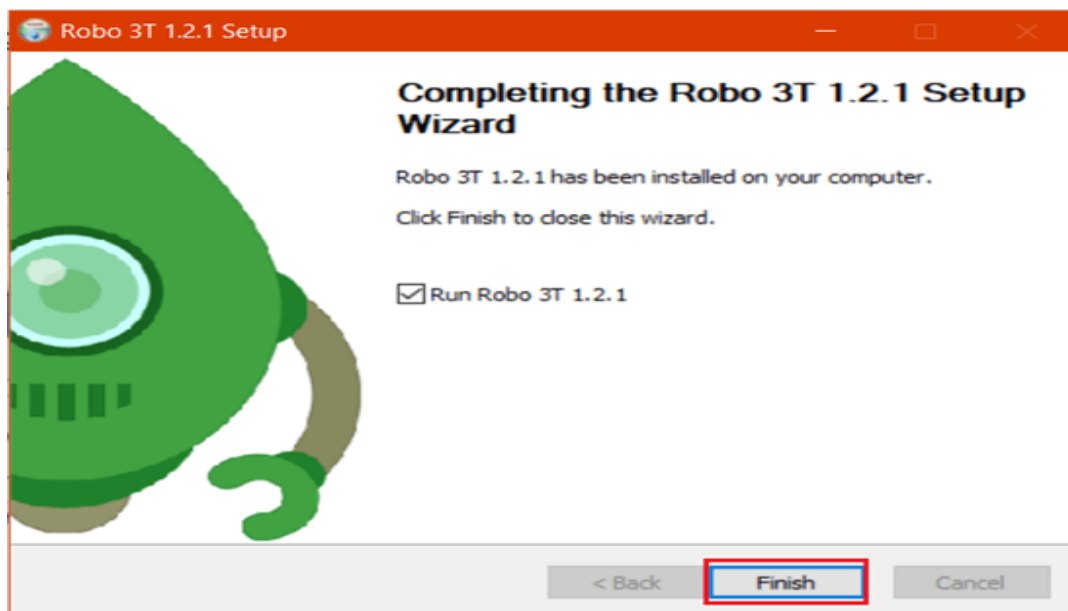 Robo 3T 1.2.1 Setup
Completing the Robo 3T 1.2.1 Setup
Wizard
Robo 3T 1.2.1 has been installed on your computer.
Click Finish to close this wizard.
Run Robo 3T 1.2.1
< Back Finish Cancel